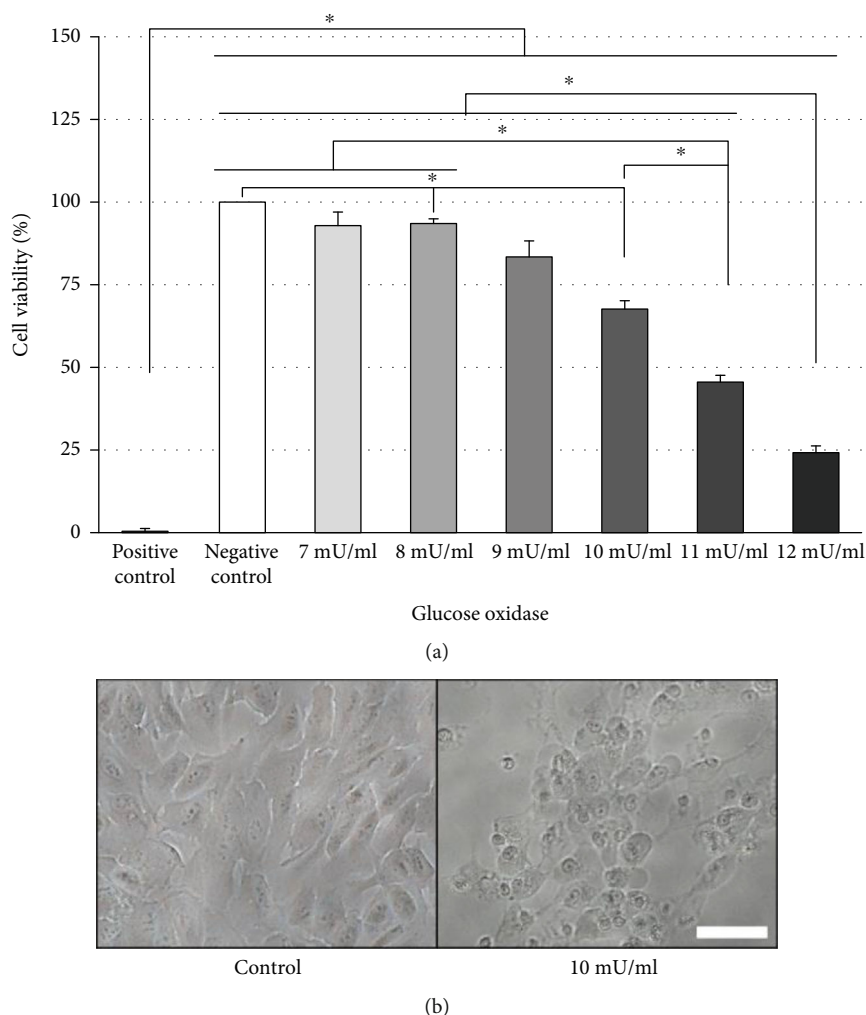 *
150
*
125
*
*
*
100
Cell viability (%)
75
50
25
0
Positive control
Negative control
7 mU/ml
8 mU/ml
9 mU/ml
10 mU/ml
11 mU/ml
12 mU/ml
Glucose oxidase
(a)
Control
10 mU/ml
(b)